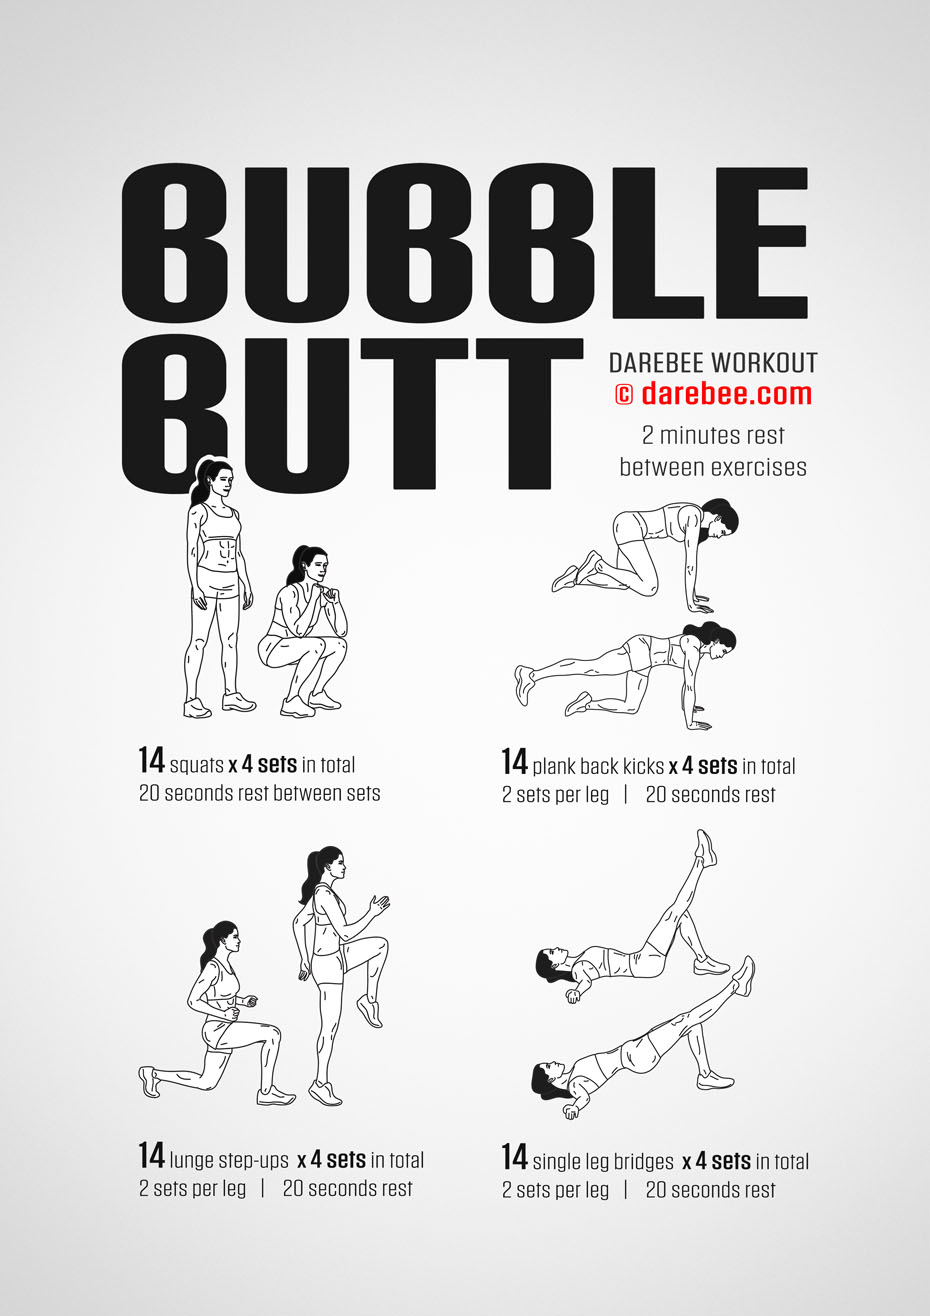 BUBBLE
BUTT
DAREBEE WORKOUT
© darebee.com
2 minutes rest
between exercises
14 squats x 4 sets in total
20 seconds rest between sets
14 plank back kicks x 4 sets in total
2 sets per leg | 20 seconds rest
14 lunge step-ups x 4 sets in total
2 sets per leg | 20 seconds rest
14 single leg bridges x 4 sets in total
2 sets per leg | 20 seconds rest